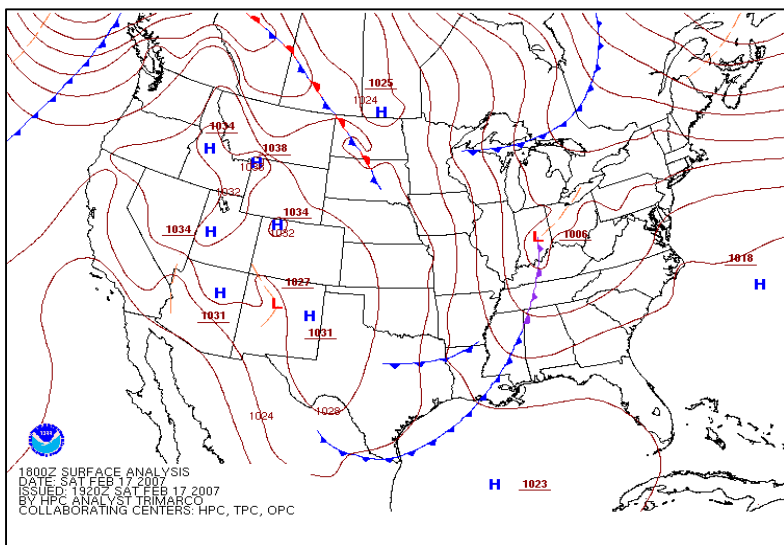 1025
1024
H
1034
H
1038
H
1038
1032
1034
H
1032
1034
H
1006
L
1018
H
1027
L
H
1031
H
1031
1024
1028
H
1023
1800Z SURFACE ANALYSIS
DATE: SAT FEB 17 2007
ISSUED: 1920Z SAT FEB 17 2007
BY HPC ANALYST TRIMARCO
COLLABORATING CENTERS: HPC, TPC, OPC